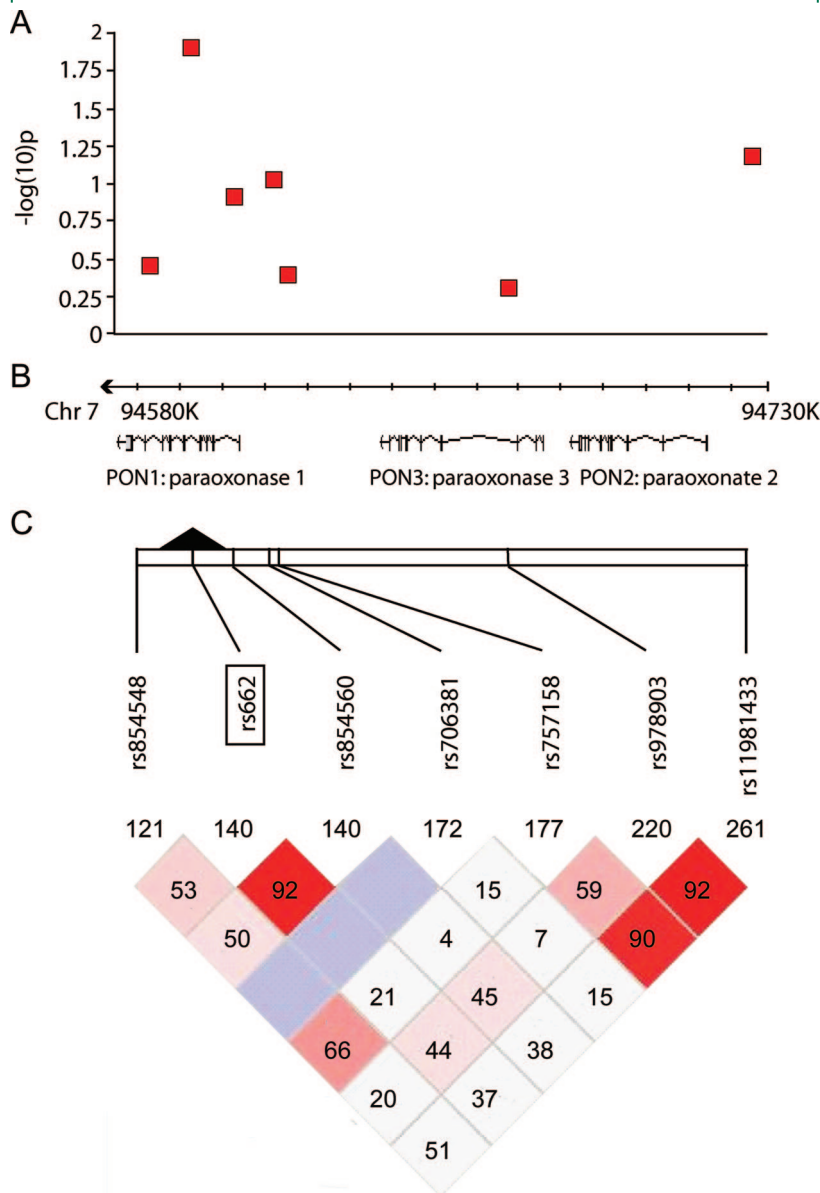 A
2
1.75
1.5
1.25
1
0.75
0.5
0.25
0
-log(10)p
B
Chr 7 94580K 94730K
PON1: paraoxonase 1 PON3: paraoxonase 3 PON2: paraoxonate 2
C
rs854548 rs662 rs854560 rs706381 rs757158 rs978903 rs11981433
121 140 140 172 177 220 261
53 92 15 59 92
50 4 7 90
21 45 15
66 44 38
20 37
51